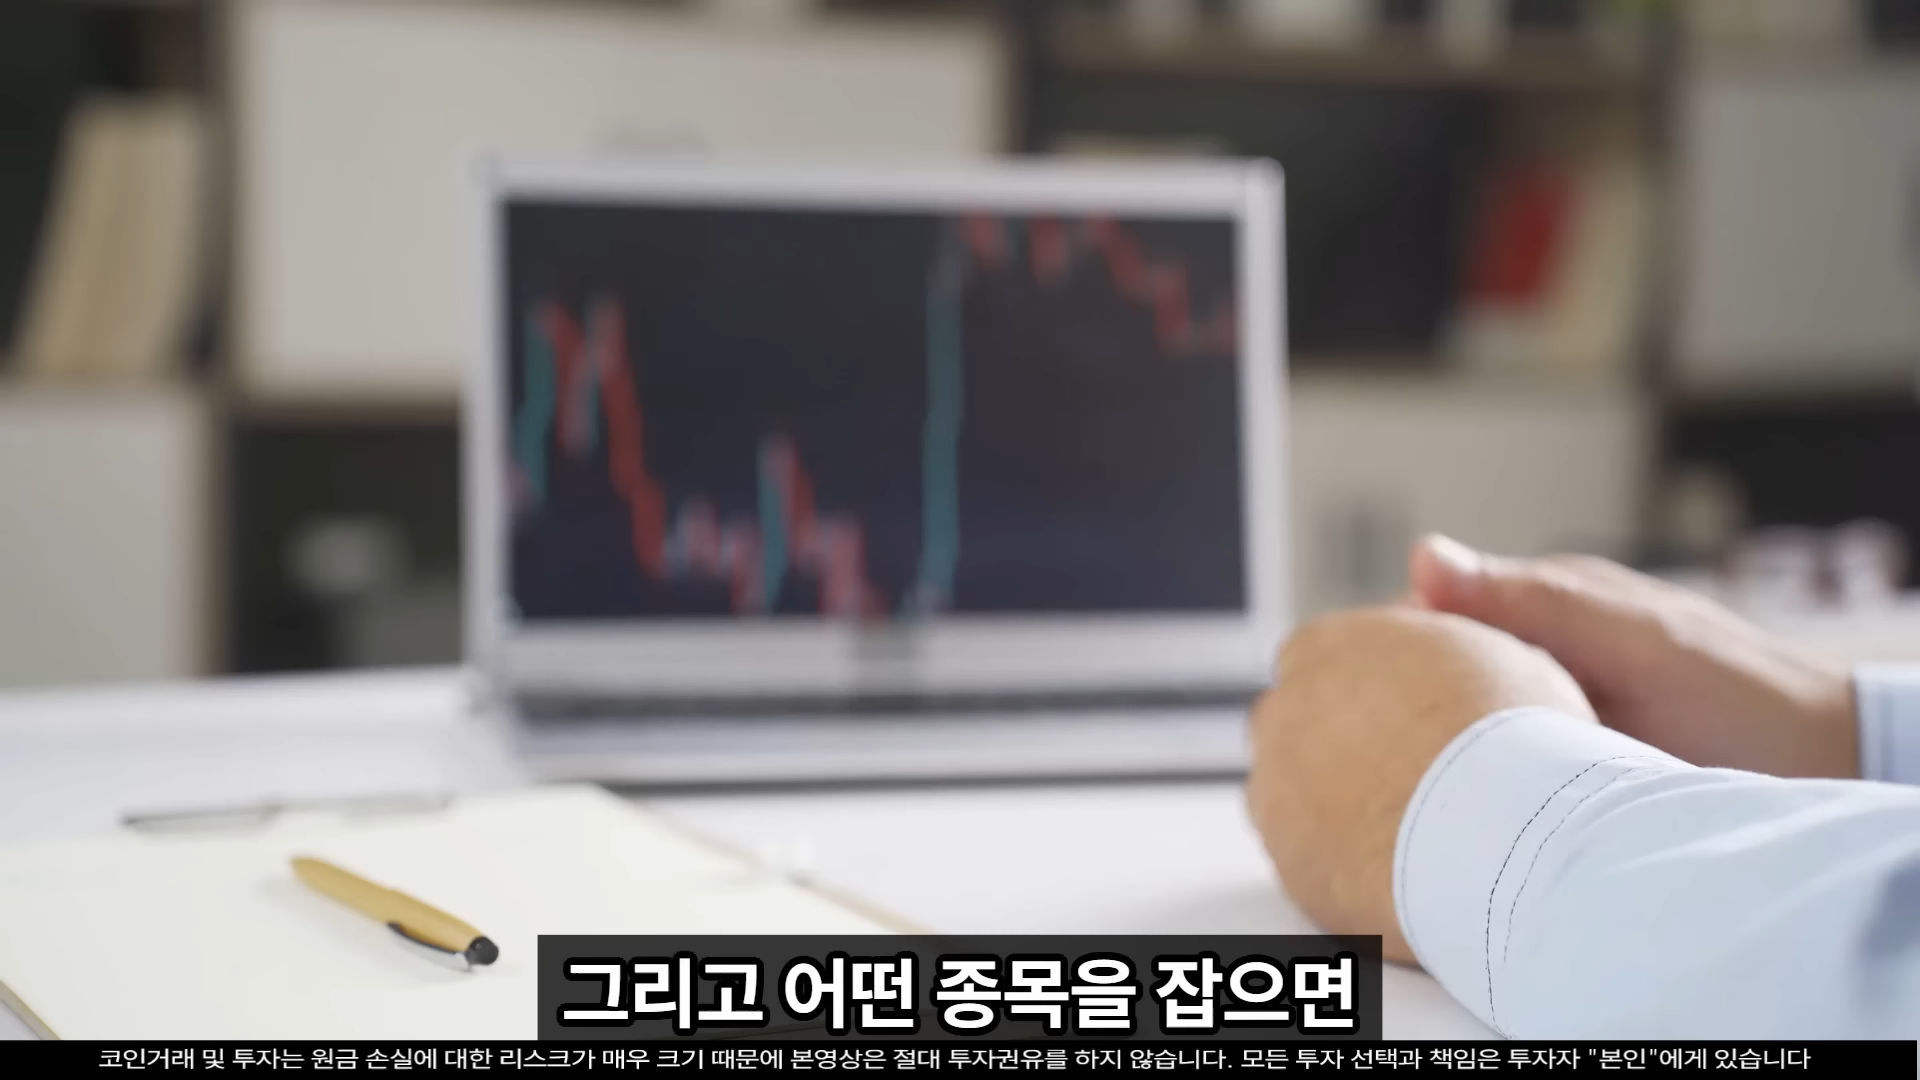 그리고 어떤 종목을 잡으면
코인거래 및 투자는 원금 손실에 대한 리스크가 매우 크기 때문에 본영상은 절대 투자권유를 하지 않습니다. 모든 투자 선택과 책임은 투자자 "본인"에게 있습니다